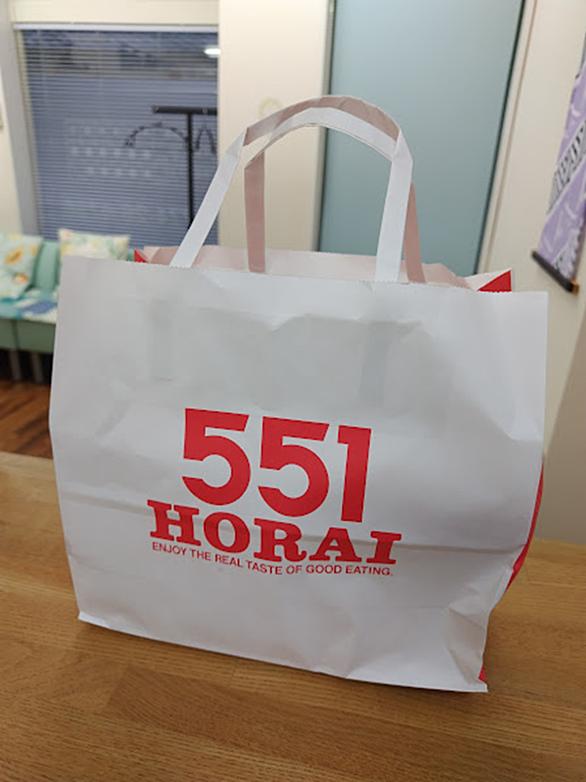 551
HORAI
ENJOY THE REAL TASTE OF GOOD EATING.